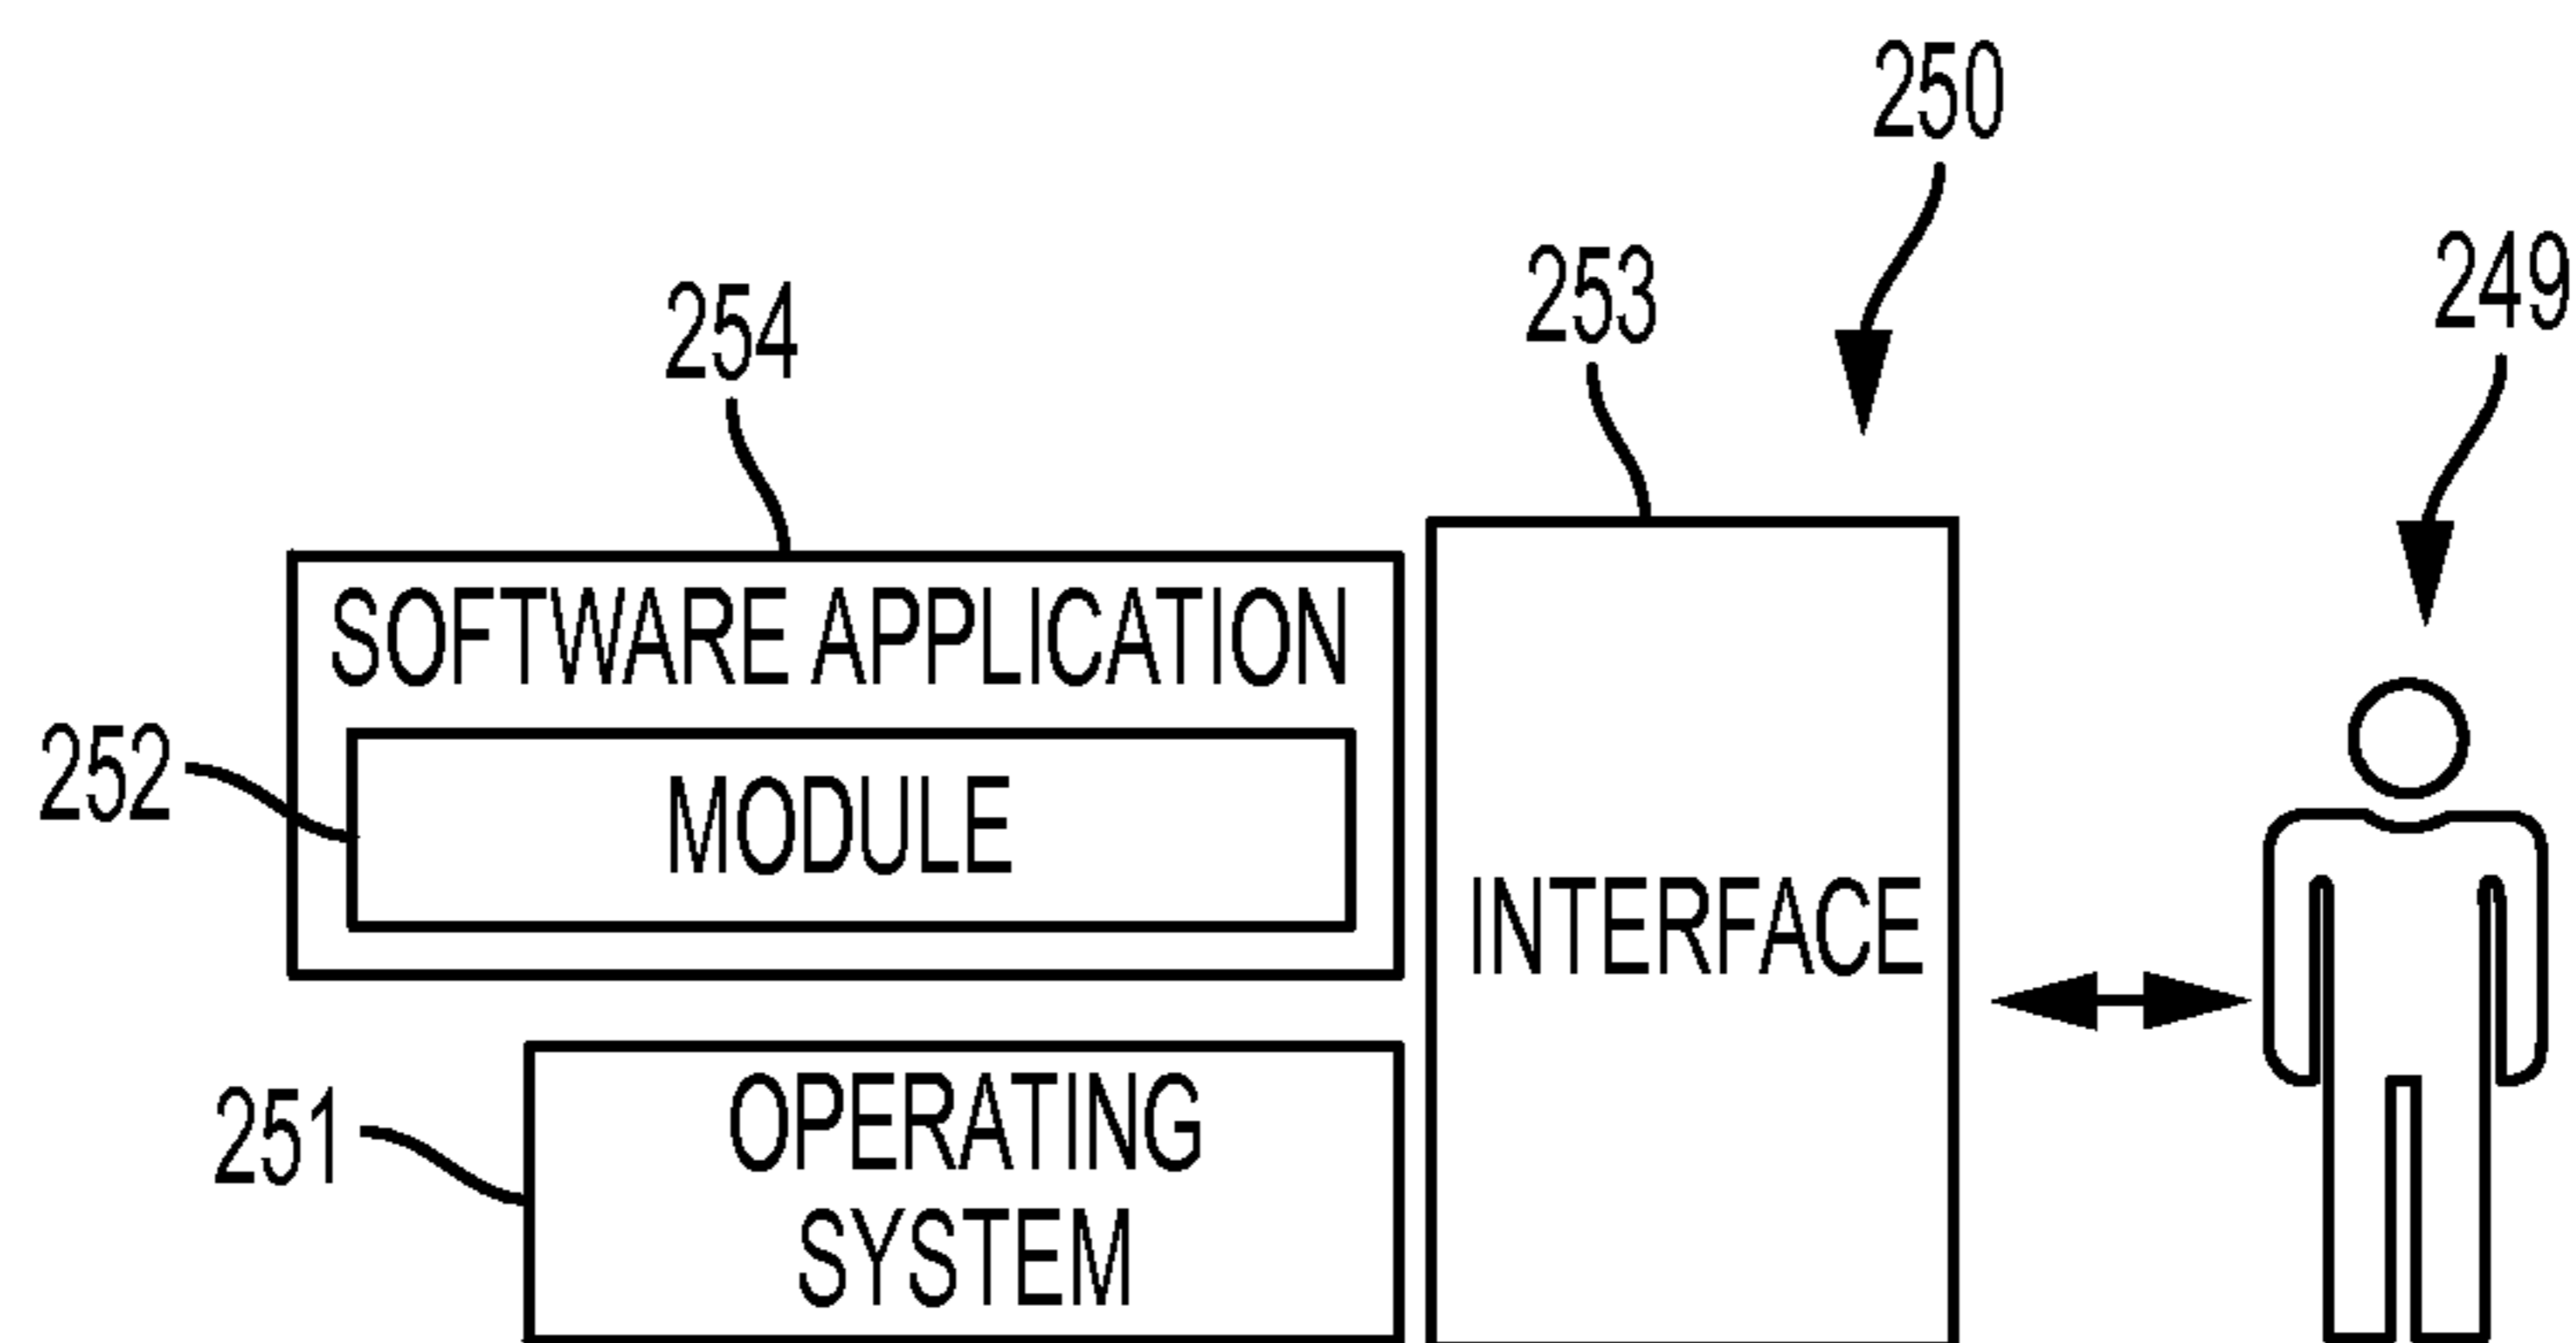 250
249
253
254
SOFTWARE APPLICATION
252
MODULE
INTERFACE
251
OPERATING
SYSTEM